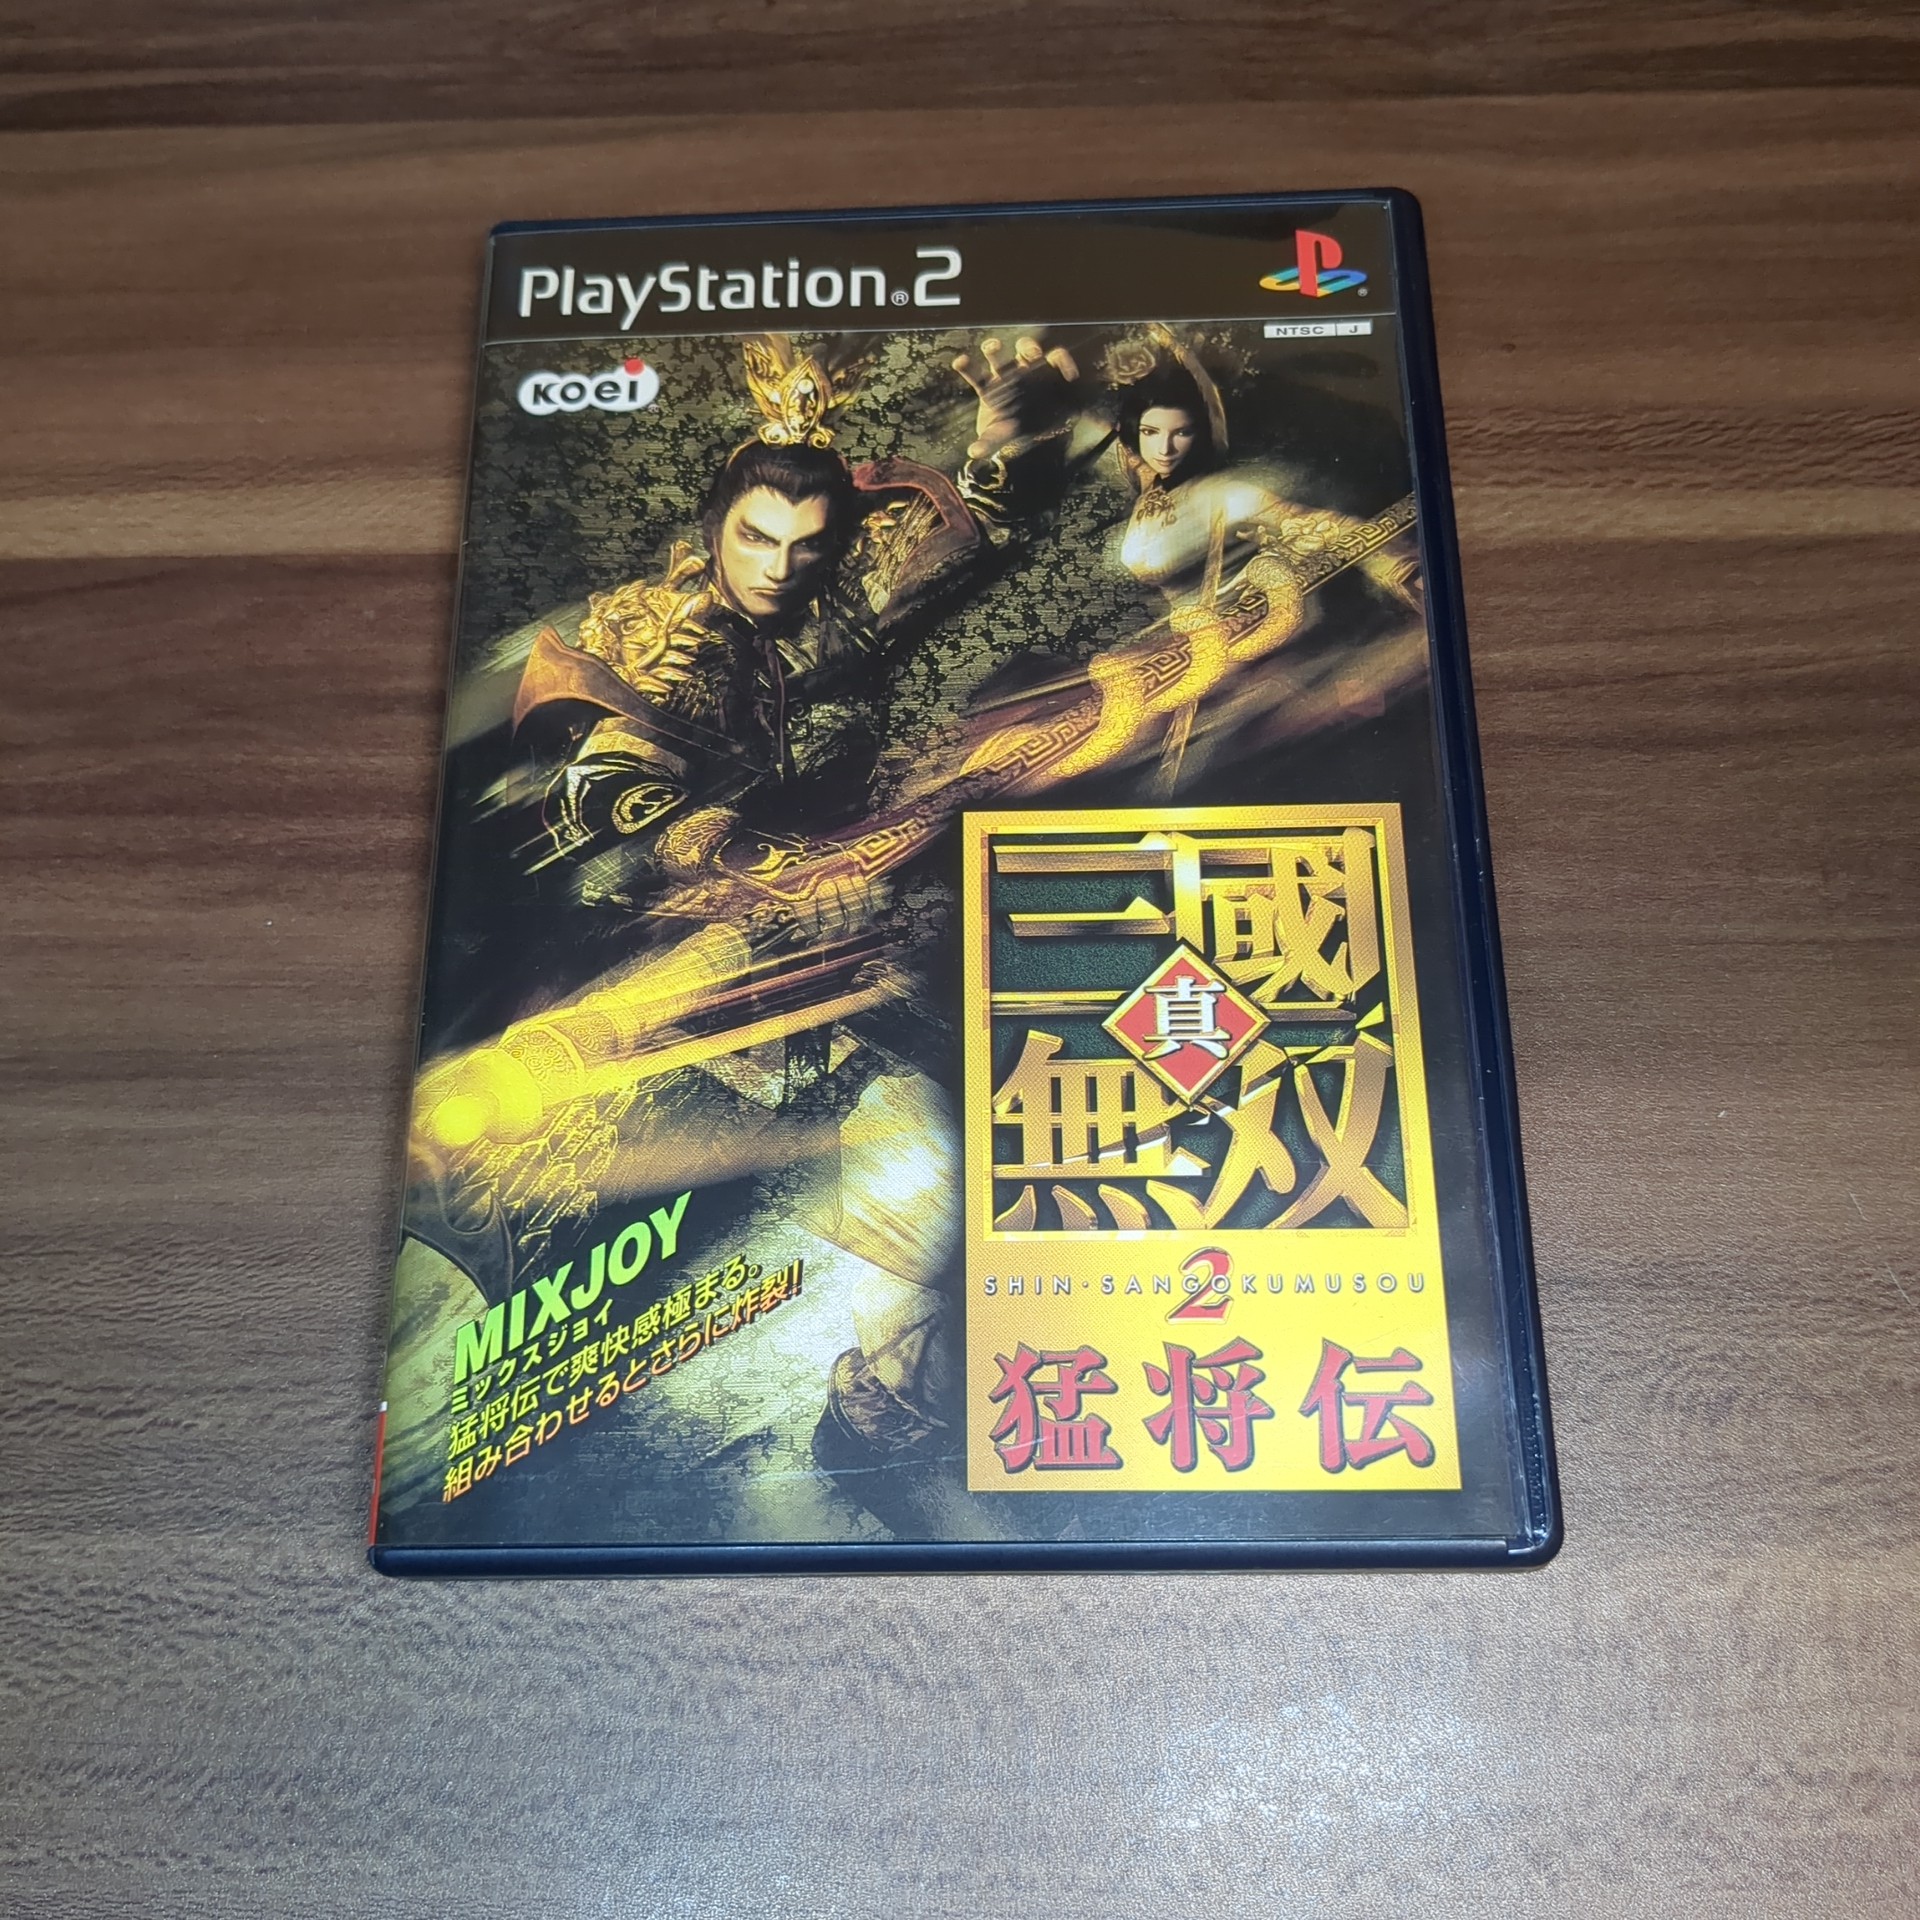 PlayStation®2
NTSC J
KOEI
三國
真
無双
2
SHIN・SANGOKUMUSOU
猛将伝
MIXJOY
ミックスジョイ
猛将伝で爽快感極まる。
組み合わせるとさらに炸裂!